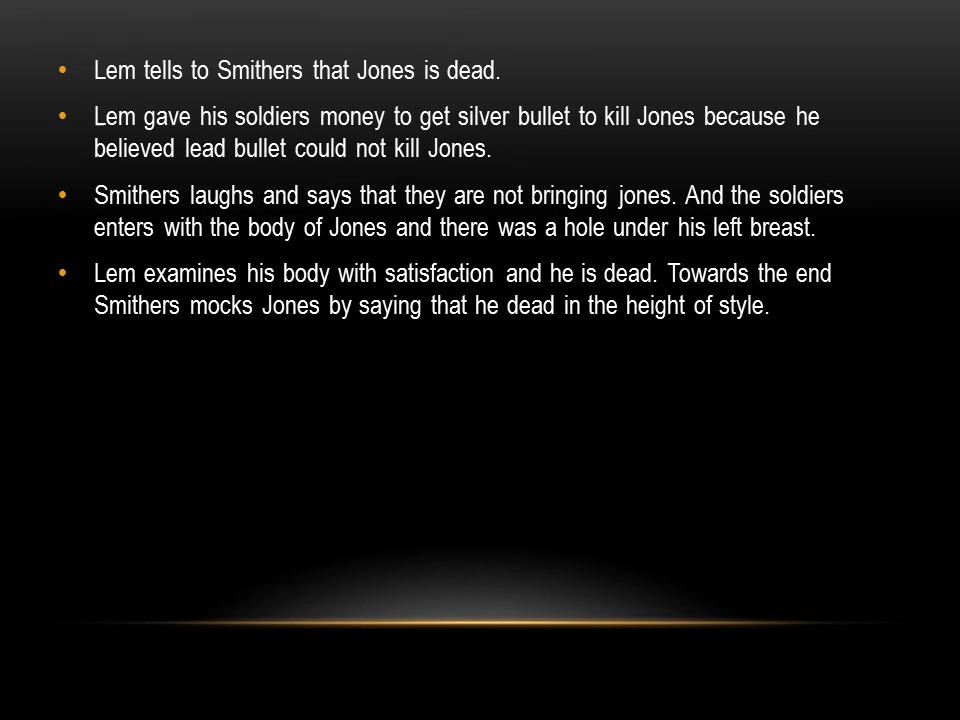 • Lem tells to Smithers that Jones is dead.
• Lem gave his soldiers money to get silver bullet to kill Jones because he
believed lead bullet could not kill Jones.
• Smithers laughs and says that they are not bringing jones. And the soldiers
enters with the body of Jones and there was a hole under his left breast.
• Lem examines his body with satisfaction and he is dead. Towards the end
Smithers mocks Jones by saying that he dead in the height of style.